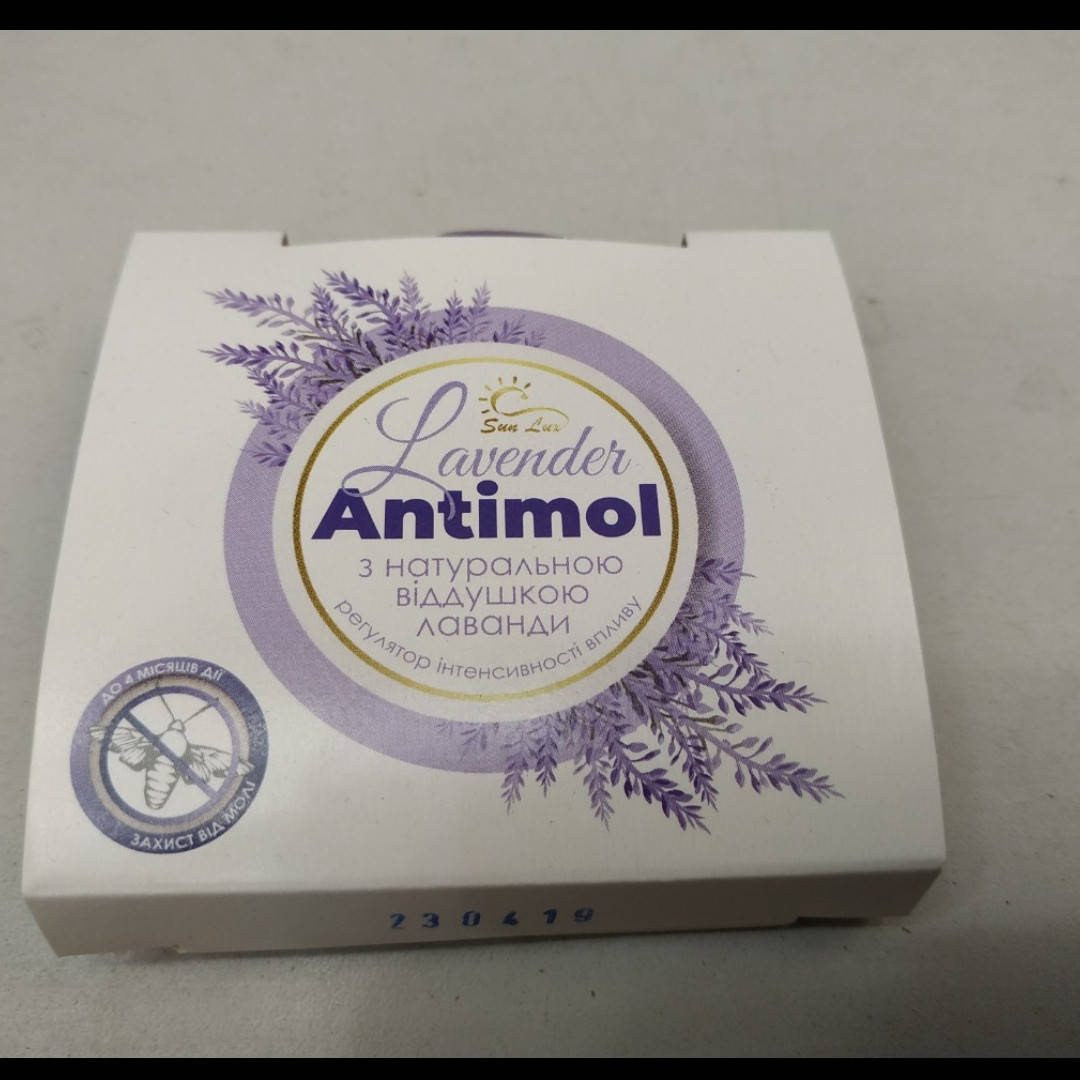 Sun Lux
Lavender
Antimol
з натуральною
віддушкою
лаванди
регулятор інтенсивності впливу
ДО 4 МІСЯЦІВ ДІЇ
ЗАХИСТ ВІД МОЛІ
230419